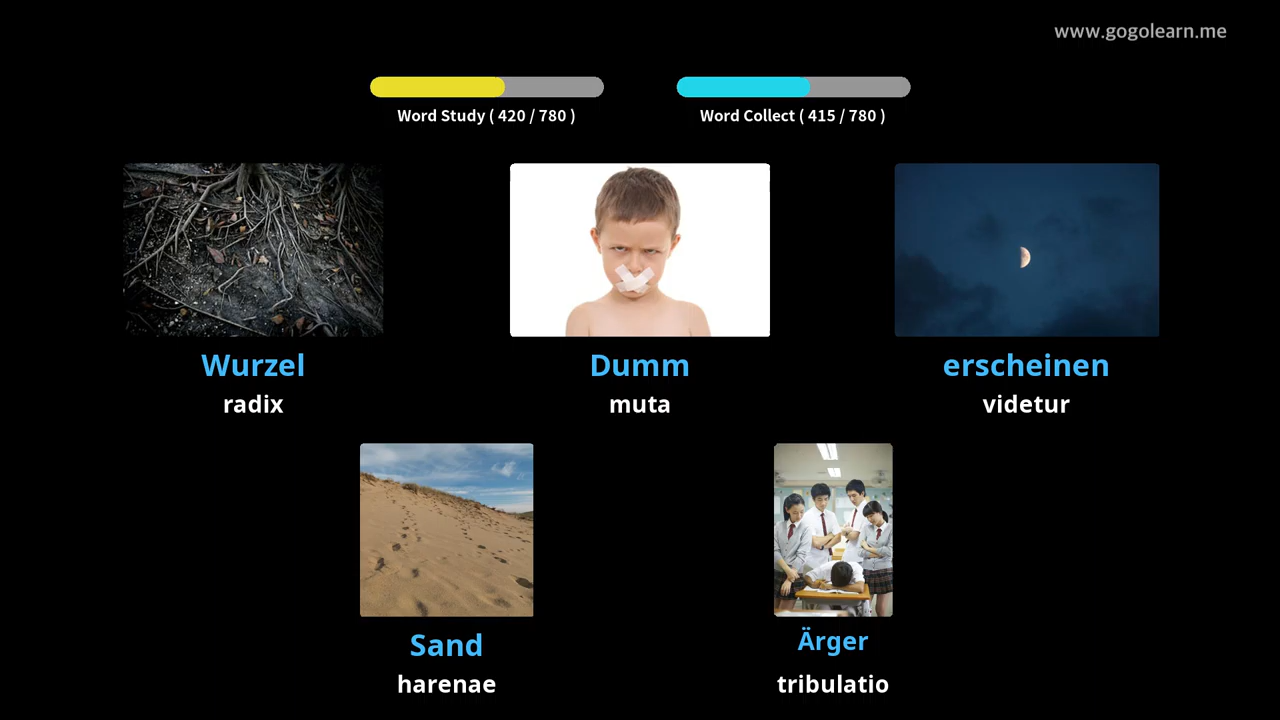 www.gogolearn.me
Word Study ( 420 / 780 )
Word Collect ( 415 / 780 )
Wurzel
radix
Dumm
muta
erscheinen
videtur
Sand
harenae
Ärger
tribulatio